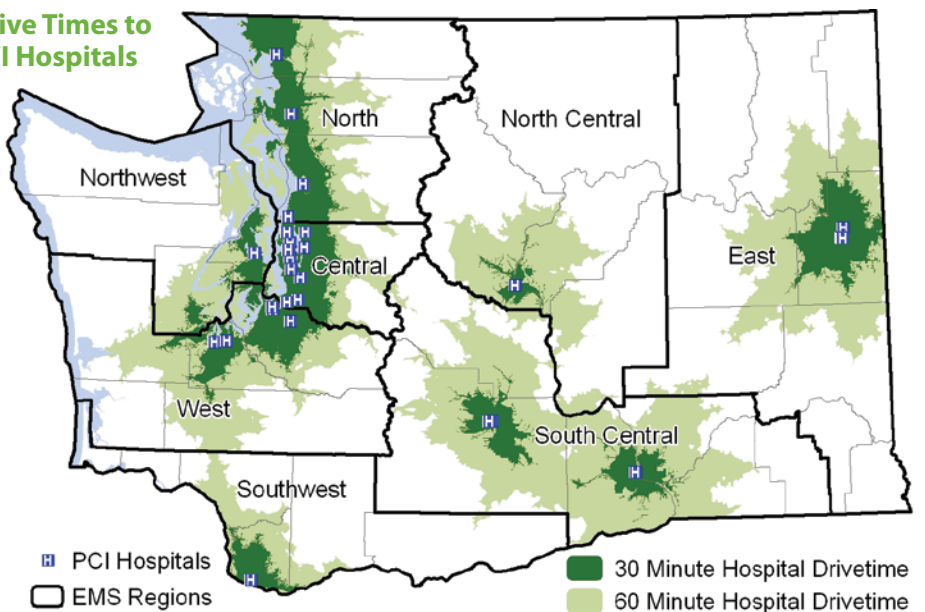 ive Times to
I Hospitals
North
North Central
Northwest
East
Central
West
South Central
Southwest
H PCI Hospitals
EMS Regions
30 Minute Hospital Drivetime
60 Minute Hospital Drivetime